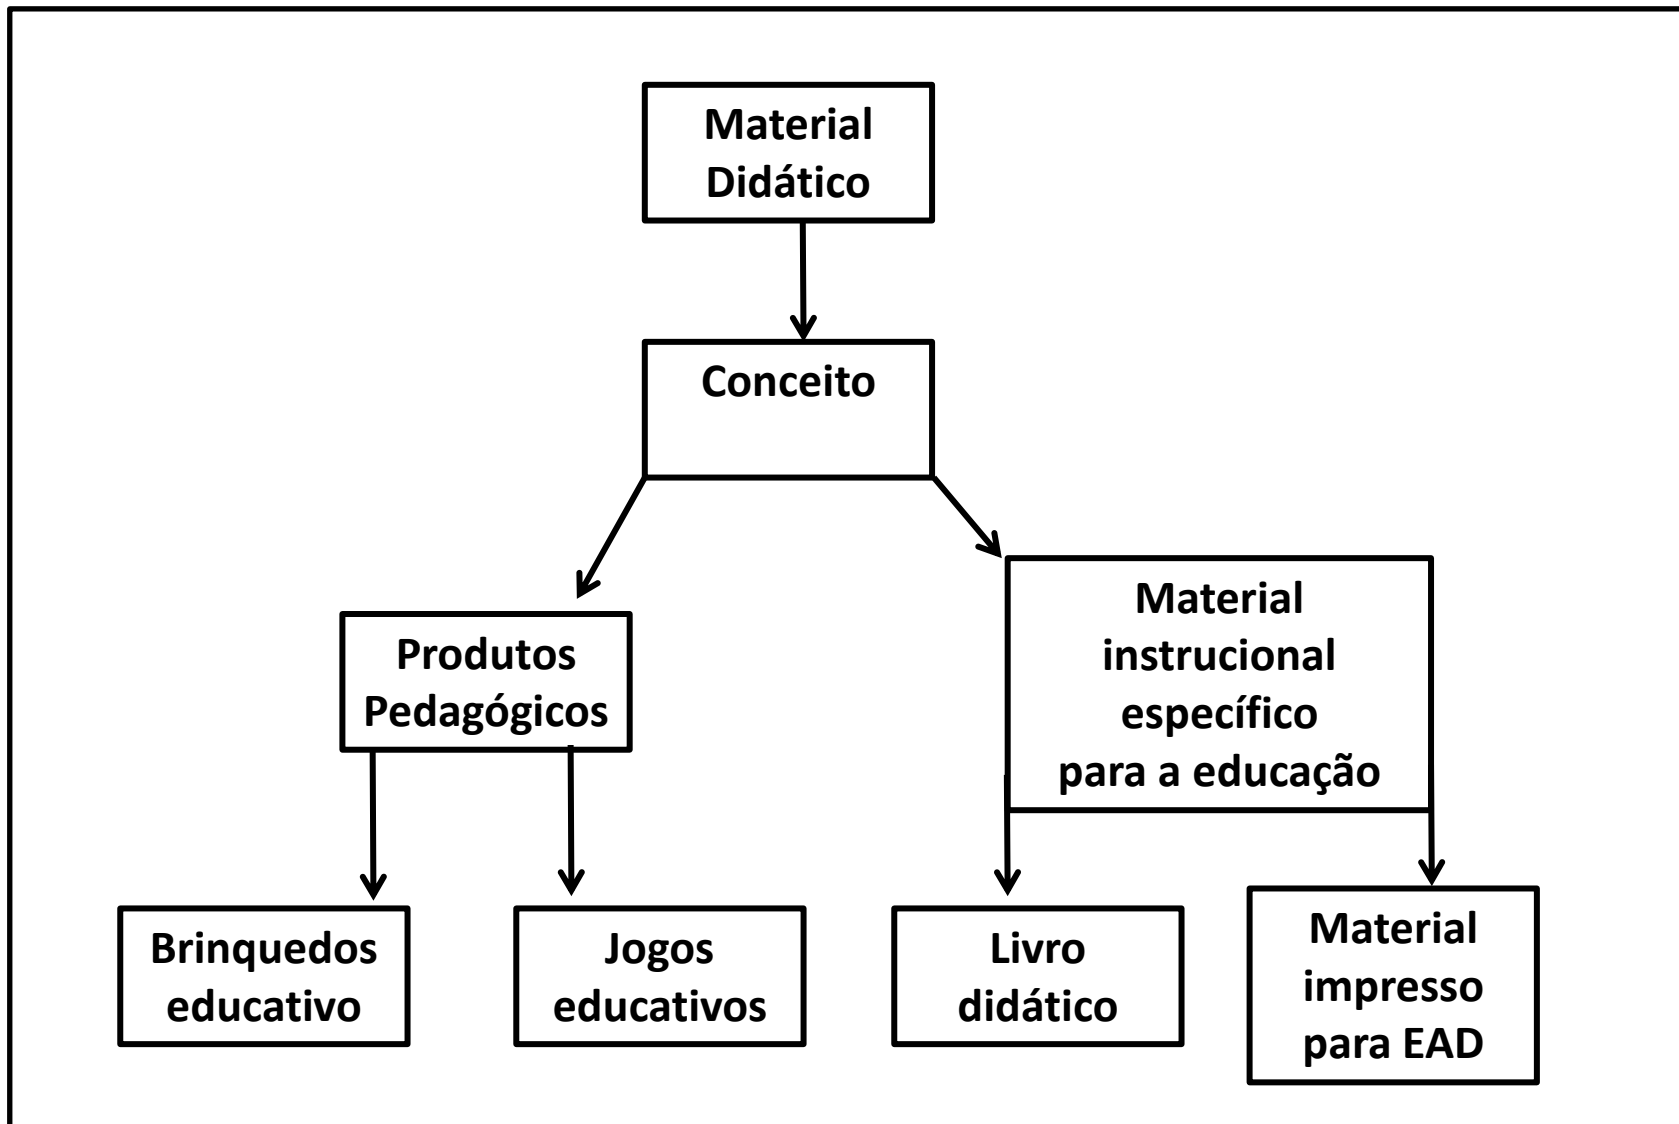 Material
Didático
Conceito
Produtos
Pedagógicos
Material
instrucional
específico
para a educação
Brinquedos
educativo
Jogos
educativos
Livro
didático
Material
impresso
para EAD